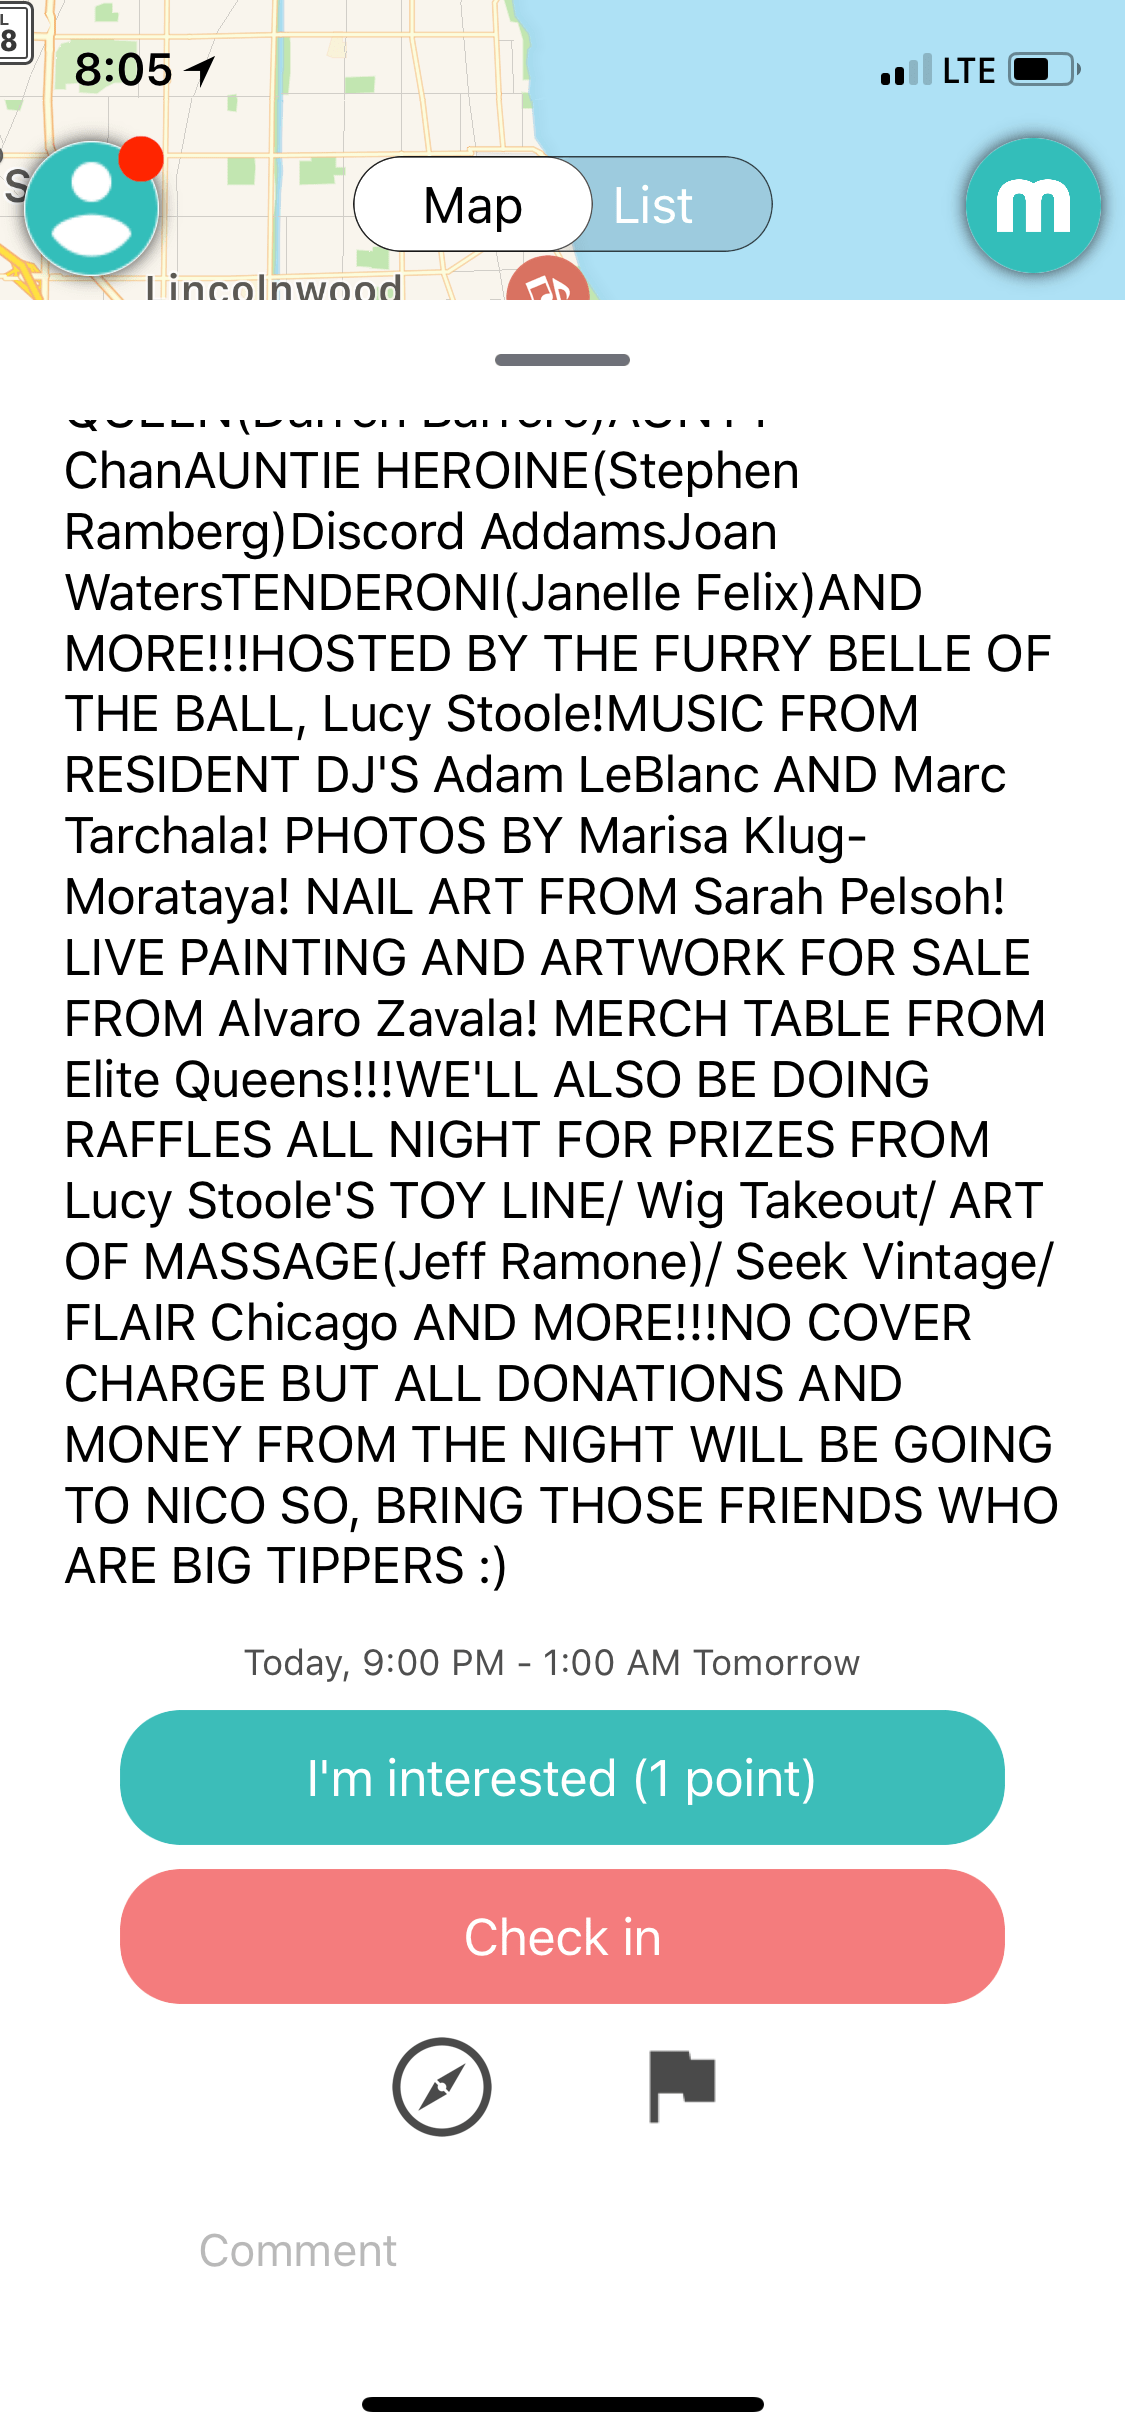 L
8
8:05
LTE
S
Map
List
m
Lincolnwood
ChanAUNTIE HEROINE(Stephen
Ramberg)Discord AddamsJoan
WatersTENDERONI(Janelle Felix)AND
MORE!!!HOSTED BY THE FURRY BELLE OF
THE BALL, Lucy Stoole!MUSIC FROM
RESIDENT DJ'S Adam LeBlanc AND Marc
Tarchala! PHOTOS BY Marisa Klug-
Morataya! NAIL ART FROM Sarah Pelsoh!
LIVE PAINTING AND ARTWORK FOR SALE
FROM Alvaro Zavala! MERCH TABLE FROM
Elite Queens!!!WE'LL ALSO BE DOING
RAFFLES ALL NIGHT FOR PRIZES FROM
Lucy Stoole'S TOY LINE/ Wig Takeout/ ART
OF MASSAGE(Jeff Ramone)/ Seek Vintage/
FLAIR Chicago AND MORE!!!NO COVER
CHARGE BUT ALL DONATIONS AND
MONEY FROM THE NIGHT WILL BE GOING
TO NICO SO, BRING THOSE FRIENDS WHO
ARE BIG TIPPERS :)
Today, 9:00 PM - 1:00 AM Tomorrow
I'm interested (1 point)
Check in
Comment